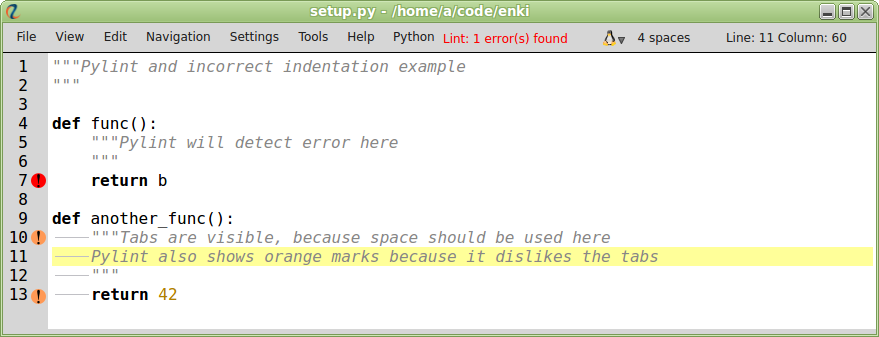 setup.py - /home/a/code/enki
File View Edit Navigation Settings Tools Help Python Lint: 1 error(s) found 4 spaces Line: 11 Column: 60
1 """Pylint and incorrect indentation example
2 """
3
4 def func():
5     """Pylint will detect error here
6     """
7 !     return b
8
9 def another_func():
10 !     """Tabs are visible, because space should be used here
11     Pylint also shows orange marks because it dislikes the tabs
12     """
13 !     return 42